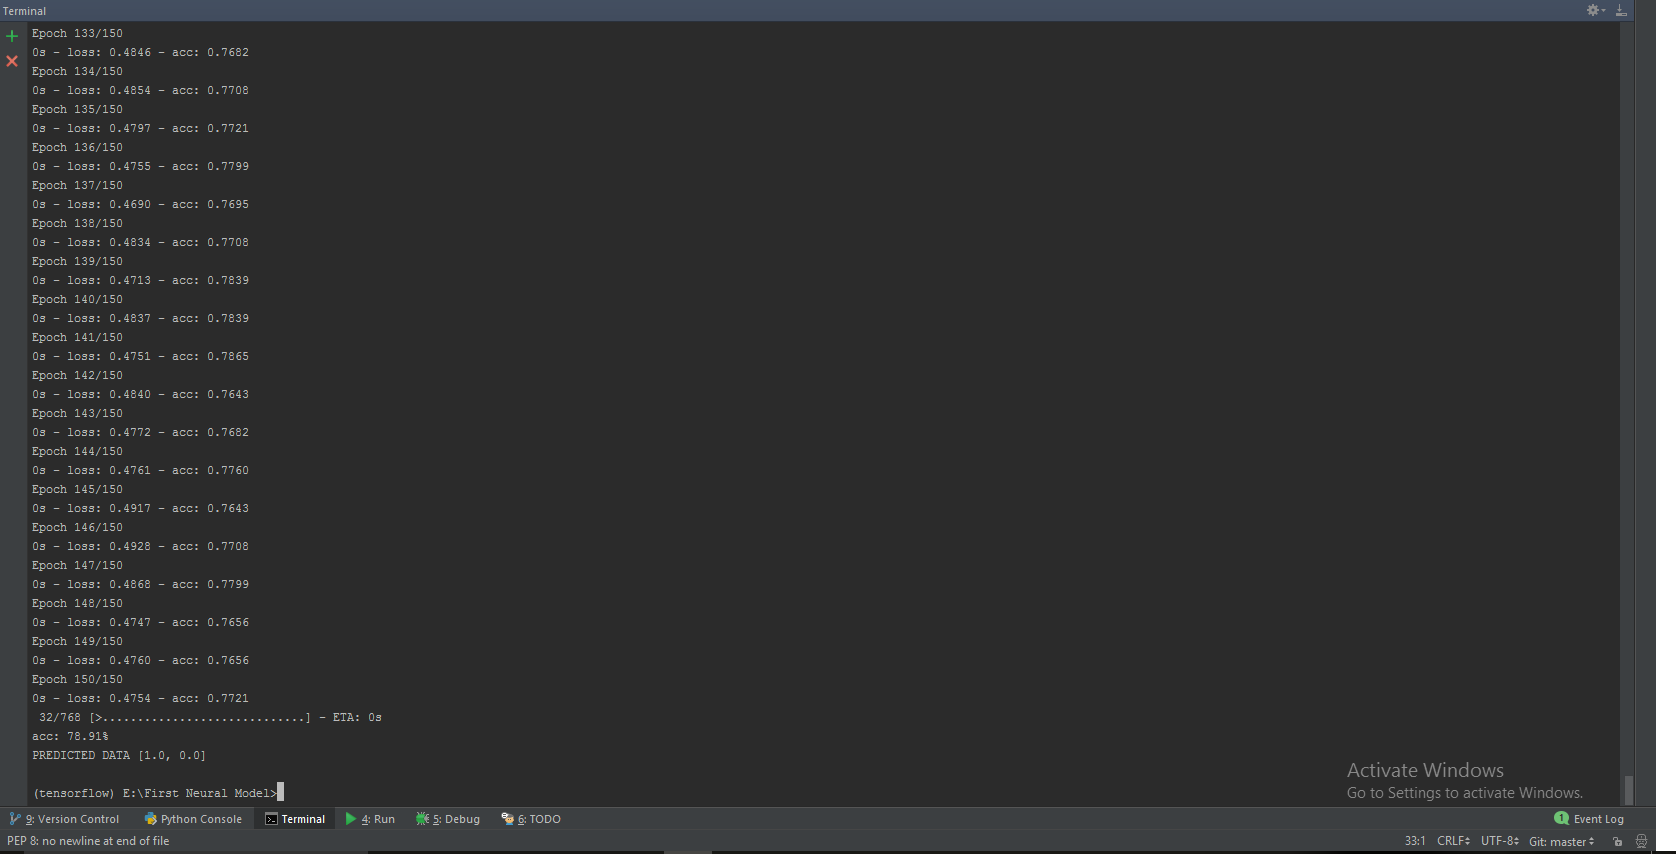 Terminal
Epoch 133/150
0s - loss: 0.4846 - acc: 0.7682
Epoch 134/150
0s - loss: 0.4854 - acc: 0.7708
Epoch 135/150
0s - loss: 0.4797 - acc: 0.7721
Epoch 136/150
0s - loss: 0.4755 - acc: 0.7799
Epoch 137/150
0s - loss: 0.4690 - acc: 0.7695
Epoch 138/150
0s - loss: 0.4834 - acc: 0.7708
Epoch 139/150
0s - loss: 0.4713 - acc: 0.7839
Epoch 140/150
0s - loss: 0.4837 - acc: 0.7839
Epoch 141/150
0s - loss: 0.4751 - acc: 0.7865
Epoch 142/150
0s - loss: 0.4840 - acc: 0.7643
Epoch 143/150
0s - loss: 0.4772 - acc: 0.7682
Epoch 144/150
0s - loss: 0.4761 - acc: 0.7760
Epoch 145/150
0s - loss: 0.4917 - acc: 0.7643
Epoch 146/150
0s - loss: 0.4928 - acc: 0.7708
Epoch 147/150
0s - loss: 0.4868 - acc: 0.7799
Epoch 148/150
0s - loss: 0.4747 - acc: 0.7656
Epoch 149/150
0s - loss: 0.4760 - acc: 0.7656
Epoch 150/150
0s - loss: 0.4754 - acc: 0.7721
32/768 [>.............................] - ETA: 0s
acc: 78.91%
PREDICTED DATA [1.0, 0.0]
(tensorflow) E:\First Neural Model>
Activate Windows
Go to Settings to activate Windows.
9: Version Control Python Console Terminal 4: Run 5: Debug 6: TODO 1 Event Log
PEP 8: no newline at end of file 33:1 CRLF UTF-8 Git: master